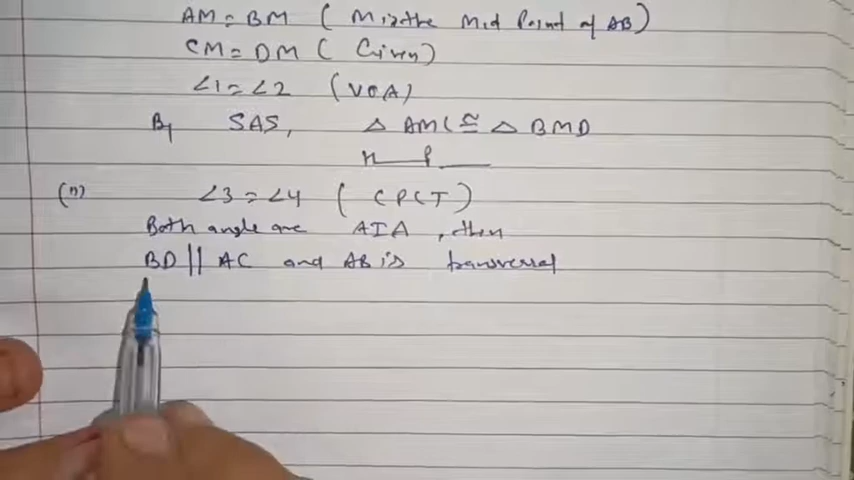 AM = BM ( M is the Mid Point of AB)
CM = DM ( Given)
∠1 = ∠2 (VOA)
By SAS, △ AMC ≅ △ BMD
H P
(ii) ∠3 = ∠4 ( CPCT )
Both angle are AIA , then
BD || AC and AB is transversal